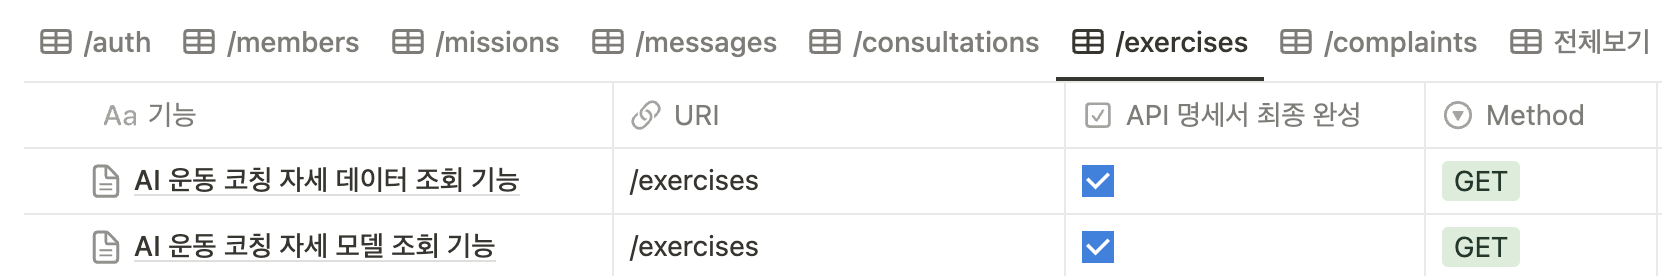 /auth /members /missions /messages /consultations /exercises /complaints 전체보기
Aa 기능 URI API 명세서 최종 완성 Method
AI 운동 코칭 자세 데이터 조회 기능 /exercises GET
AI 운동 코칭 자세 모델 조회 기능 /exercises GET